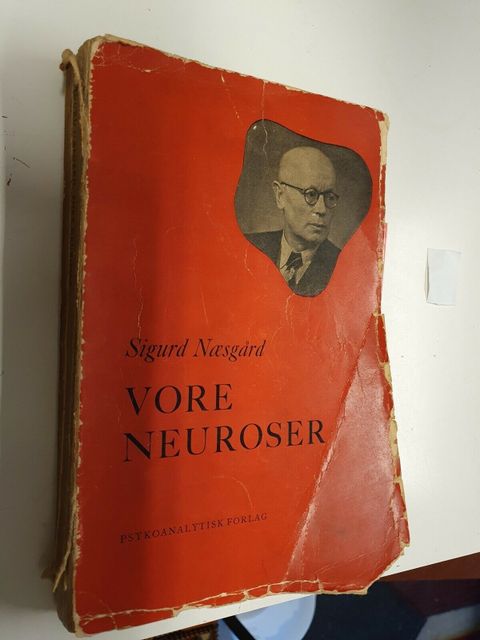 Sigurd Næsgård
VORE
NEUROSER
PSYKOANALYTISK FORLAG